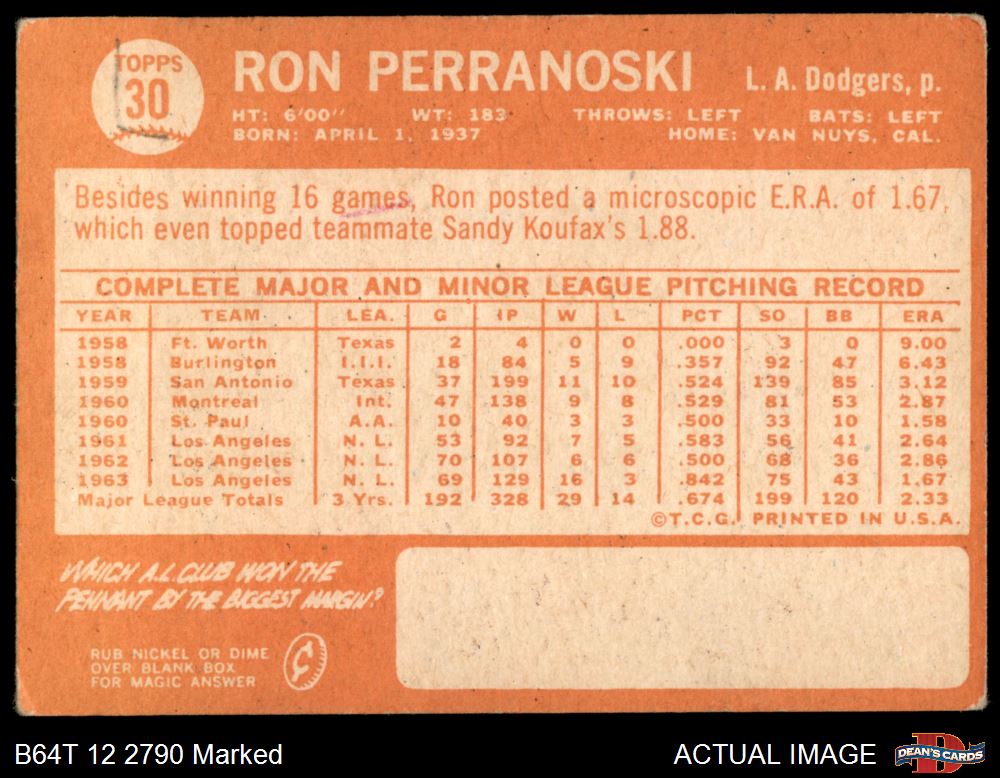 TOPPS
30
RON PERRANOSKI
L. A. Dodgers, p.
HT: 6'00" WT: 183 THROWS: LEFT BATS: LEFT
BORN: APRIL 1, 1937 HOME: VAN NUYS, CAL.
Besides winning 16 games, Ron posted a microscopic E.R.A. of 1.67,
which even topped teammate Sandy Koufax's 1.88.
COMPLETE MAJOR AND MINOR LEAGUE PITCHING RECORD
YEAR TEAM LEA. G IP W L PCT SO BB ERA
1958 Ft. Worth Texas 2 4 0 0 .000 3 0 9.00
1958 Burlington I.I.I. 18 84 5 9 .357 92 47 6.43
1959 San Antonio Texas 37 199 11 10 .524 139 85 3.12
1960 Montreal Int. 47 138 9 8 .529 81 53 2.87
1960 St. Paul A.A. 10 40 3 3 .500 33 10 1.58
1961 Los Angeles N. L. 53 92 7 5 .583 56 41 2.64
1962 Los Angeles N. L. 70 107 6 6 .500 68 36 2.86
1963 Los Angeles N. L. 69 129 16 3 .842 75 43 1.67
Major League Totals 3 Yrs. 192 328 29 14 .674 199 120 2.33
©T.C.G. PRINTED IN U.S.A.
WHICH A.L. CLUB WON THE
PENNANT BY THE BIGGEST MARGIN?
RUB NICKEL OR DIME
OVER BLANK BOX
FOR MAGIC ANSWER
¢
B64T 12 2790 Marked
ACTUAL IMAGE
D
DEAN'S CARDS